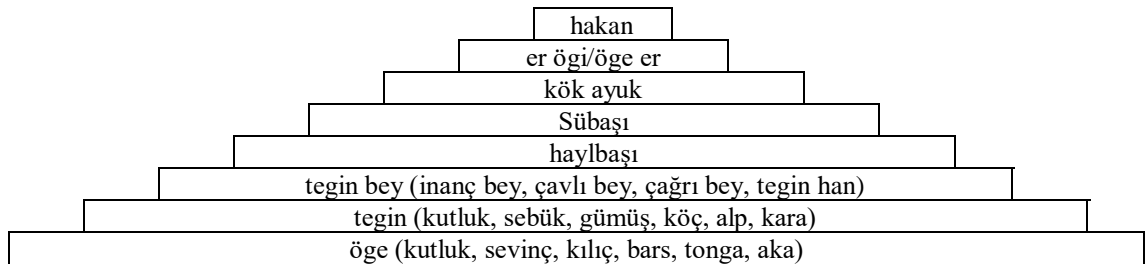 hakan
er ögi/öge er
kök ayuk
Sübaşı
haylbaşı
tegin bey (inanç bey, çavlı bey, çağrı bey, tegin han)
tegin (kutluk, sebük, gümüş, köç, alp, kara)
öge (kutluk, sevinç, kılıç, bars, tonga, aka)